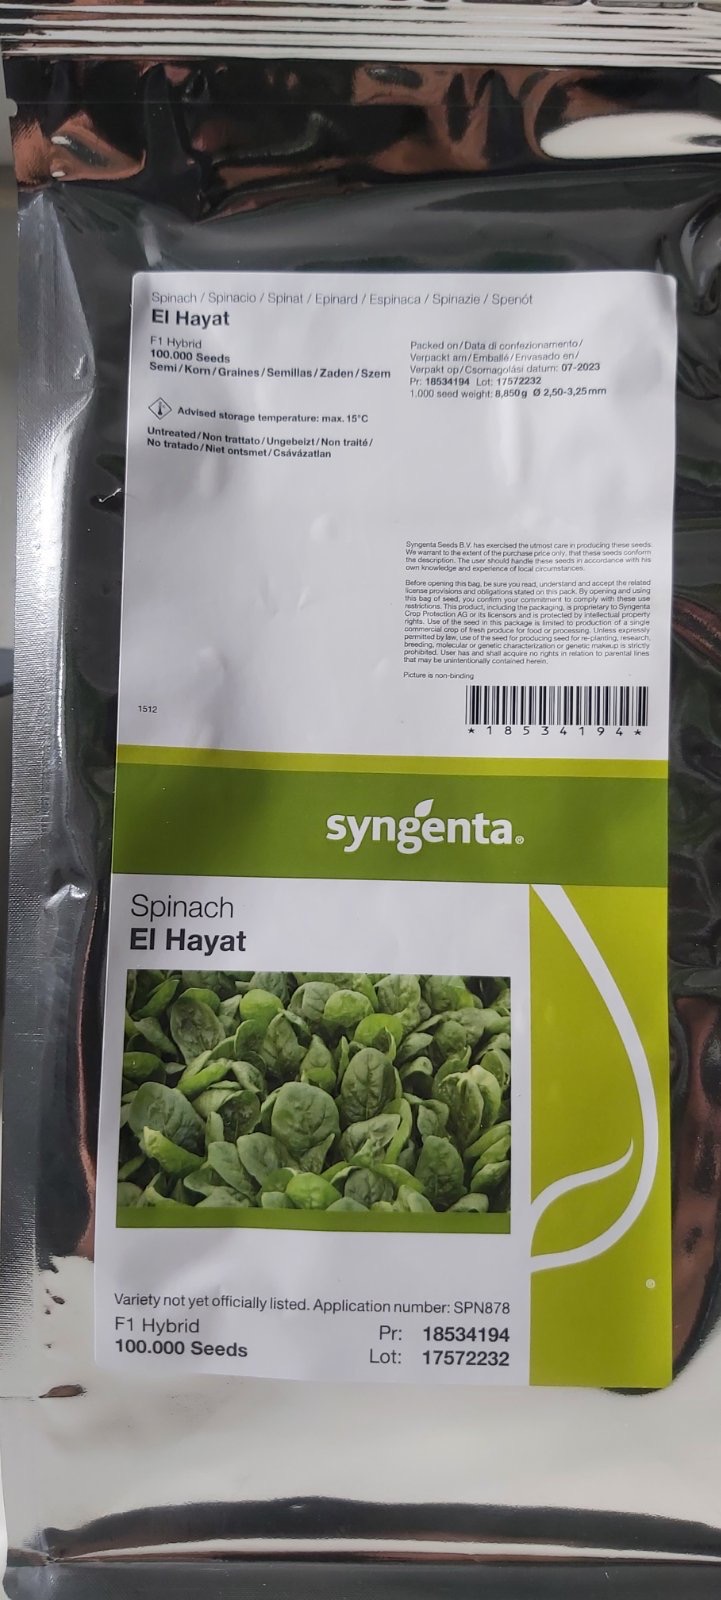 Spinach / Spinacio / Spinat / Epinard / Espinaca / Spinazie / Spenót
El Hayat
F1 Hybrid
100.000 Seeds
Semi / Korn / Graines / Semillas / Zaden / Szem
Advised storage temperature: max. 15°C
Untreated / Non trattato / Ungebeizt / Non traité /
No tratado / Niet ontsmet / Csávázatlan
Packed on / Data di confezionamento /
Verpackt am / Emballé / Envasado en /
Verpakt op / Csomagolási datum: 07-2023
Pr: 18534194 Lot: 17572232
1.000 seed weight: 8,850 g Ø 2,50-3,25 mm
Syngenta Seeds B.V. has exercised the utmost care in producing these seeds.
We warrant to the extent of the purchase price only, that these seeds conform
the description. The user should handle these seeds in accordance with his
own knowledge and experience of local circumstances.
Before opening this bag, be sure you read, understand and accept the related
license provisions and obligations stated on this pack. By opening and using
this bag of seed, you confirm your commitment to comply with these use
restrictions. This product, including the packaging, is proprietary to Syngenta
Crop Protection AG or its licensors and is protected by intellectual property
rights. Use of the seed in this package is limited to production of a single
commercial crop of fresh produce for food or processing. Unless expressly
permitted by law, use of the seed for producing seed for re-planting, research,
breeding, molecular or genetic characterization or genetic makeup is strictly
prohibited. User has and shall acquire no rights in relation to parental lines
that may be unintentionally contained herein.
Picture is non-binding
1512
*18534194*
syngenta®
Spinach
El Hayat
Variety not yet officially listed. Application number: SPN878
F1 Hybrid
100.000 Seeds
Pr: 18534194
Lot: 17572232